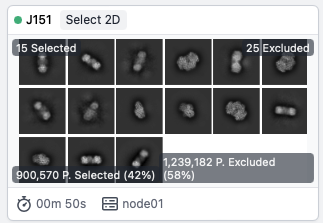 J151 Select 2D
15 Selected 25 Excluded
900,570 P. Selected (42%) 1,239,182 P. Excluded
(58%)
00m 50s node01